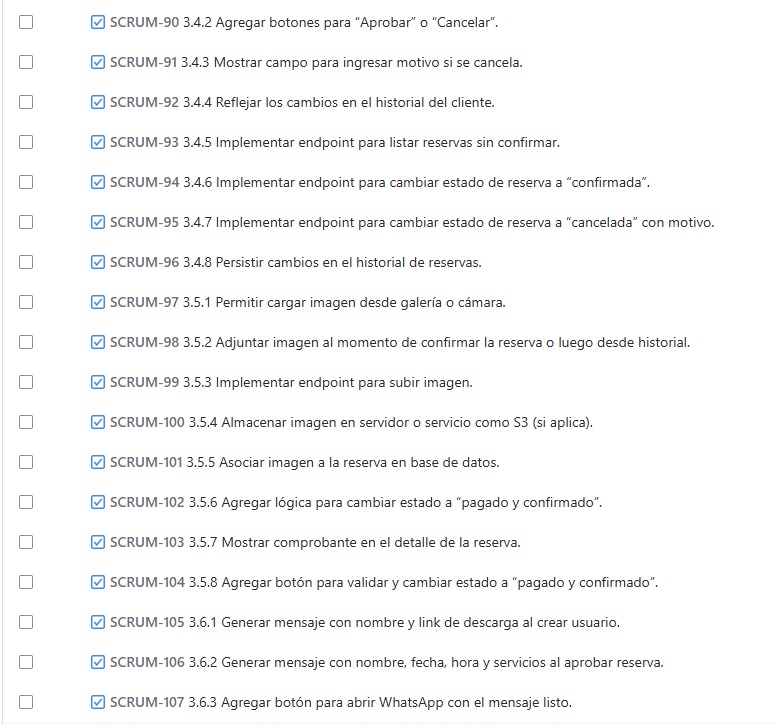 SCRUM-90 3.4.2 Agregar botones para “Aprobar” o “Cancelar”.
SCRUM-91 3.4.3 Mostrar campo para ingresar motivo si se cancela.
SCRUM-92 3.4.4 Reflejar los cambios en el historial del cliente.
SCRUM-93 3.4.5 Implementar endpoint para listar reservas sin confirmar.
SCRUM-94 3.4.6 Implementar endpoint para cambiar estado de reserva a “confirmada”.
SCRUM-95 3.4.7 Implementar endpoint para cambiar estado de reserva a “cancelada” con motivo.
SCRUM-96 3.4.8 Persistir cambios en el historial de reservas.
SCRUM-97 3.5.1 Permitir cargar imagen desde galería o cámara.
SCRUM-98 3.5.2 Adjuntar imagen al momento de confirmar la reserva o luego desde historial.
SCRUM-99 3.5.3 Implementar endpoint para subir imagen.
SCRUM-100 3.5.4 Almacenar imagen en servidor o servicio como S3 (si aplica).
SCRUM-101 3.5.5 Asociar imagen a la reserva en base de datos.
SCRUM-102 3.5.6 Agregar lógica para cambiar estado a “pagado y confirmado”.
SCRUM-103 3.5.7 Mostrar comprobante en el detalle de la reserva.
SCRUM-104 3.5.8 Agregar botón para validar y cambiar estado a “pagado y confirmado”.
SCRUM-105 3.6.1 Generar mensaje con nombre y link de descarga al crear usuario.
SCRUM-106 3.6.2 Generar mensaje con nombre, fecha, hora y servicios al aprobar reserva.
SCRUM-107 3.6.3 Agregar botón para abrir WhatsApp con el mensaje listo.